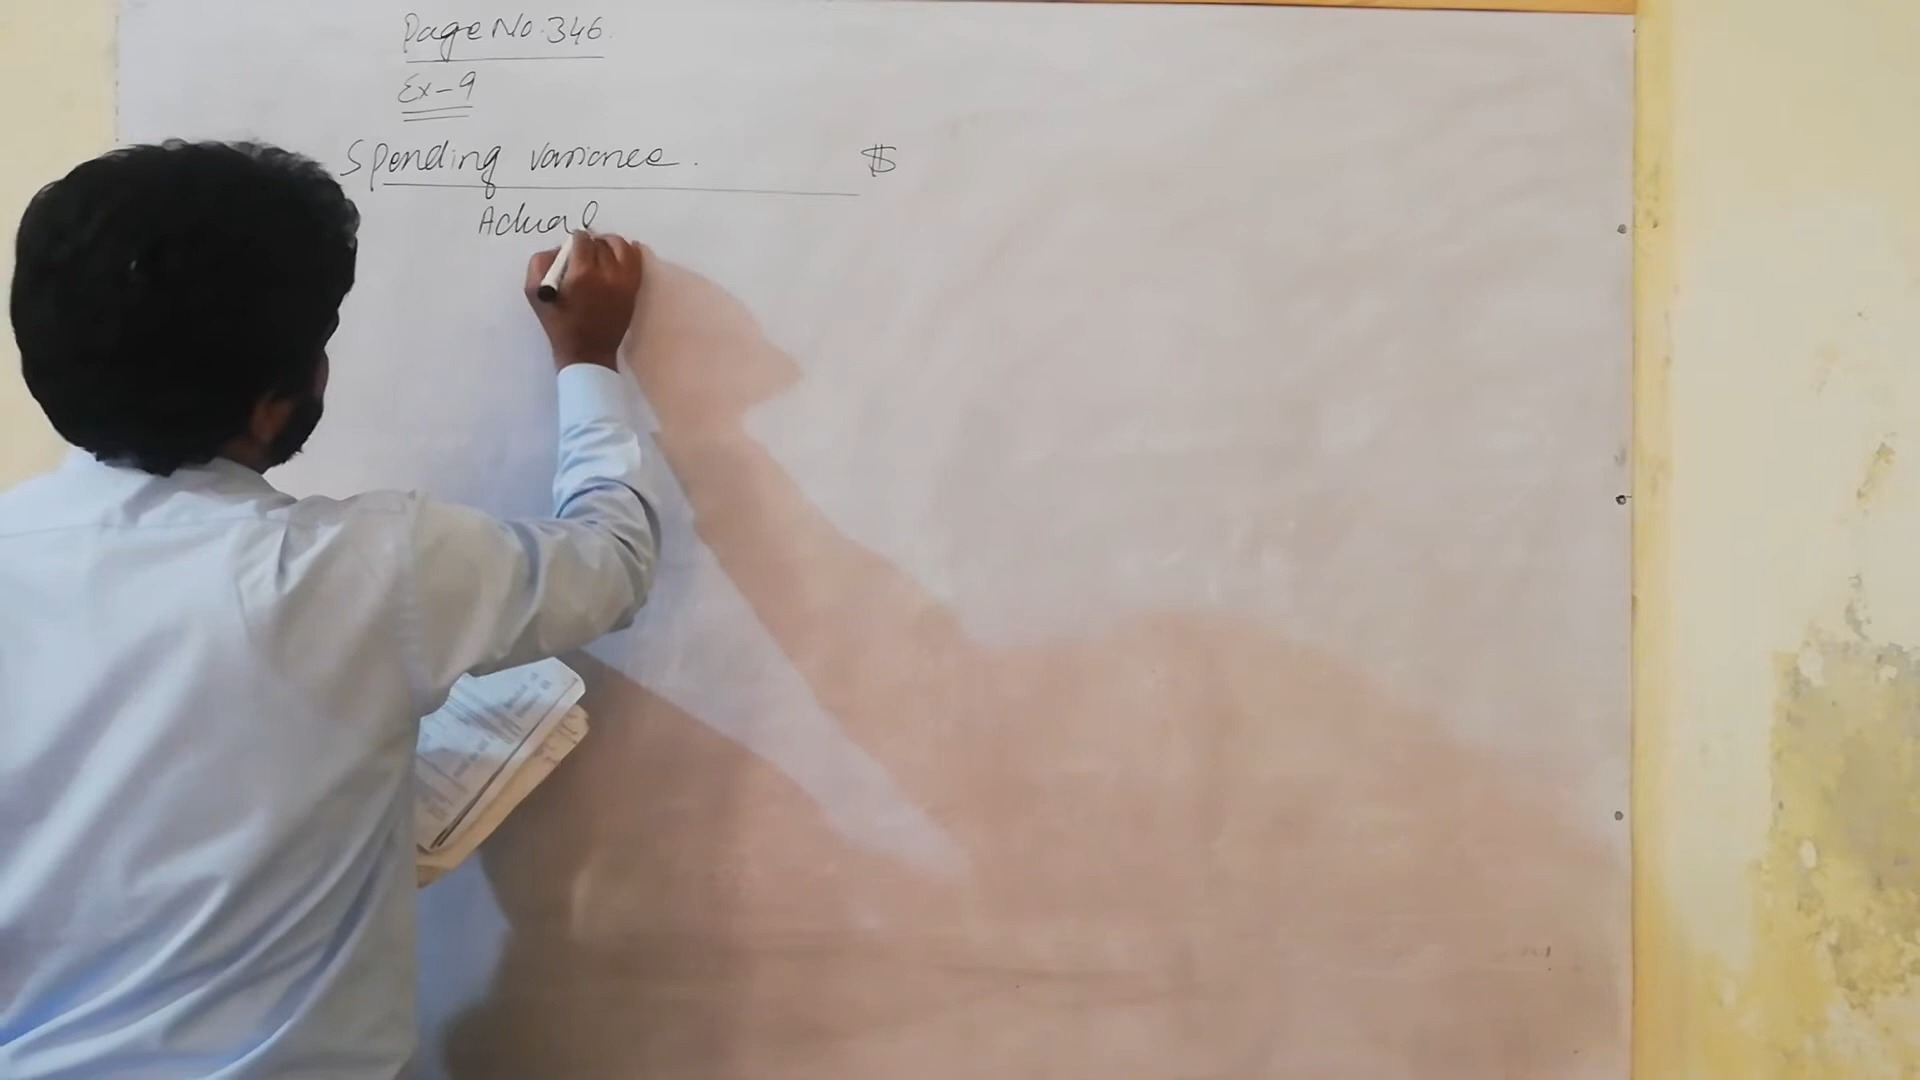 Page No. 346.
Ex-9
Spending variance. $
Actual